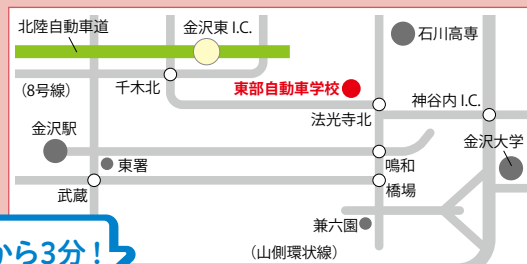 北陸自動車道
金沢東 I.C.
石川高専
(8号線)
千木北
東部自動車学校
神谷内 I.C.
法光寺北
金沢駅
金沢大学
東署
鳴和
武蔵
橋場
兼六園
から3分!
(山側環状線)